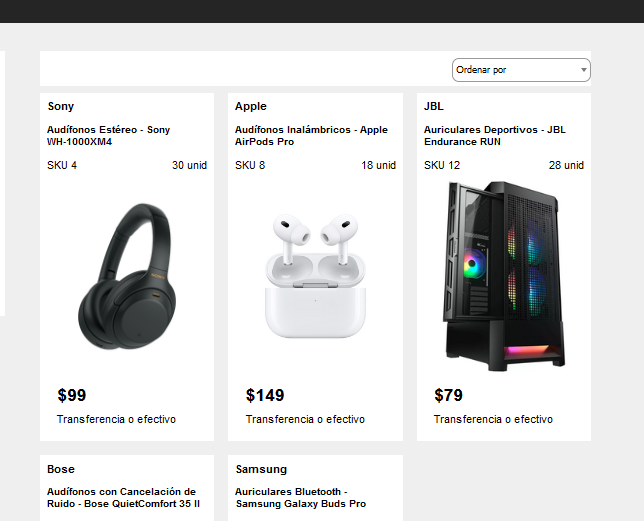 Ordenar por
Sony
Audífonos Estéreo - Sony
WH-1000XM4
SKU 4
30 unid
$99
Transferencia o efectivo
Apple
Audífonos Inalámbricos - Apple
AirPods Pro
SKU 8
18 unid
$149
Transferencia o efectivo
JBL
Auriculares Deportivos - JBL
Endurance RUN
SKU 12
28 unid
$79
Transferencia o efectivo
Bose
Audífonos con Cancelación de
Ruido - Bose QuietComfort 35 II
Samsung
Auriculares Bluetooth -
Samsung Galaxy Buds Pro